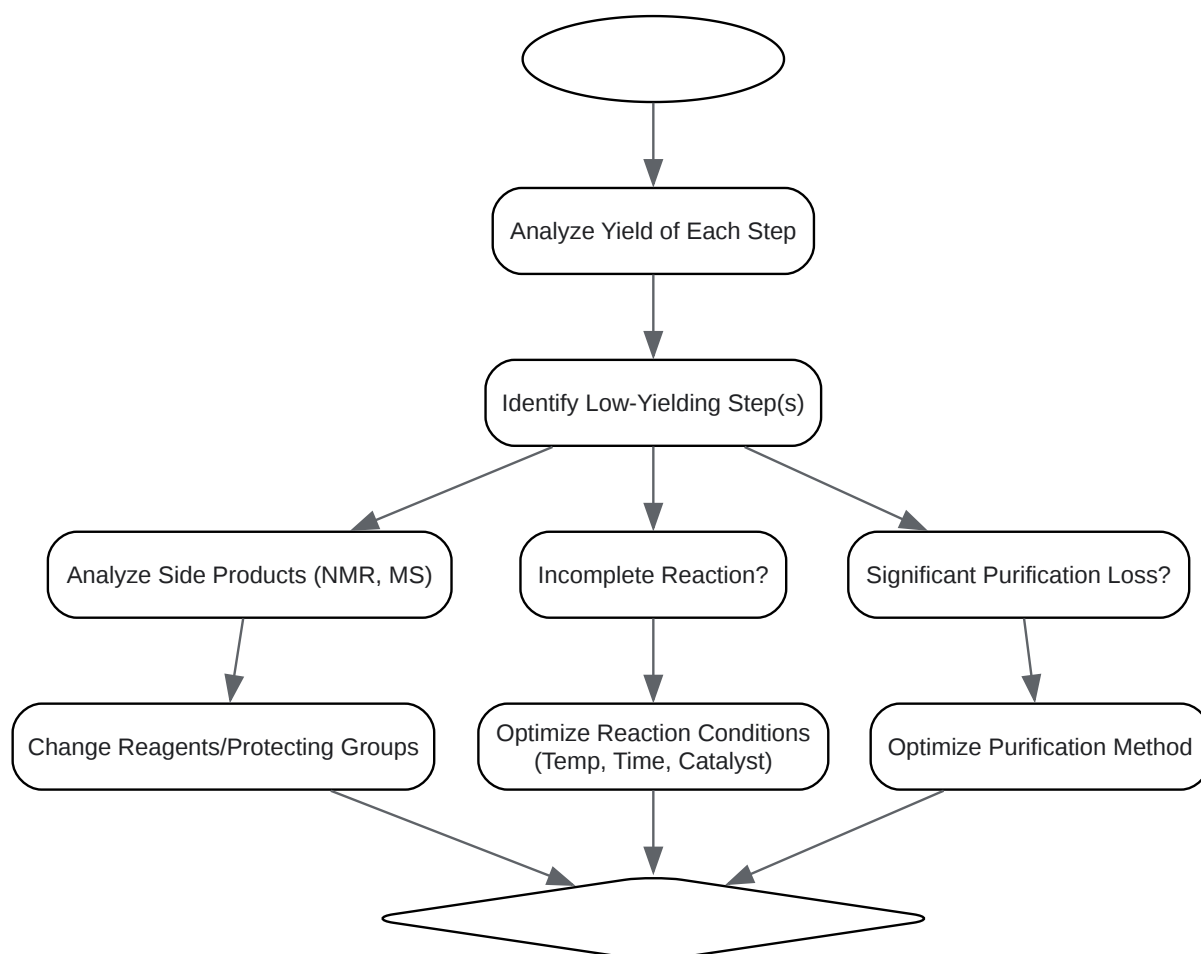 Analyze Yield of Each Step
Identify Low-Yielding Step(s)
Analyze Side Products (NMR, MS)
Incomplete Reaction?
Significant Purification Loss?
Change Reagents/Protecting Groups
Optimize Reaction Conditions
(Temp, Time, Catalyst)
Optimize Purification Method